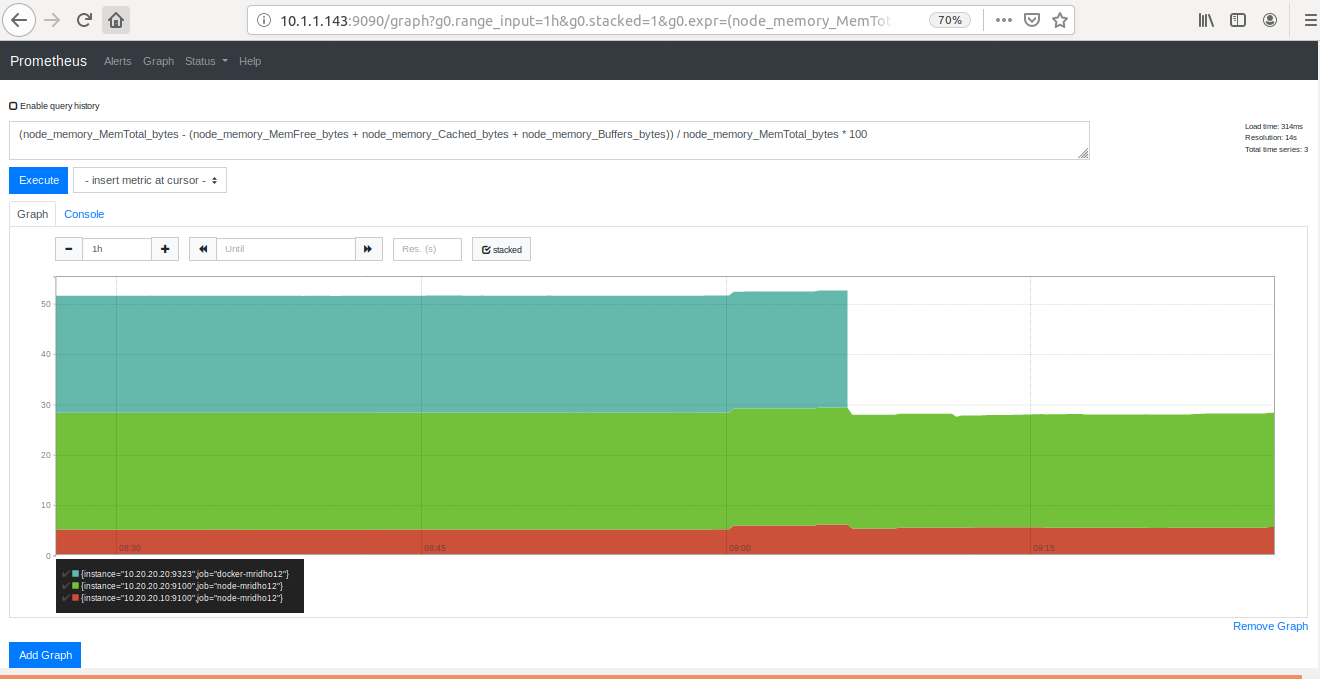 10.1.1.143:9090/graph?g0.range_input=1h&g0.stacked=1&g0.expr=(node_memory_MemTot
70%
Prometheus Alerts Graph Status Help
Enable query history
(node_memory_MemTotal_bytes - (node_memory_MemFree_bytes + node_memory_Cached_bytes + node_memory_Buffers_bytes)) / node_memory_MemTotal_bytes * 100
Load time: 314ms
Resolution: 14s
Total time series: 3
Execute - insert metric at cursor -
Graph Console
1h Until Res. (s) stacked
50
40
30
20
10
0
08:30 08:45 09:00 09:15
{instance="10.20.20.20:9323",job="docker-mridho12"}
{instance="10.20.20.20:9100",job="node-mridho12"}
{instance="10.20.20.10:9100",job="node-mridho12"}
Remove Graph
Add Graph